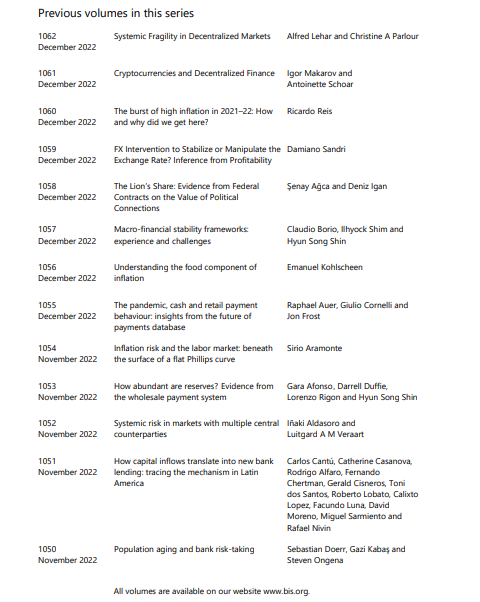 Previous volumes in this series
1062 Systemic Fragility in Decentralized Markets Alfred Lehar and Christine A Parlour
December 2022
1061 Cryptocurrencies and Decentralized Finance Igor Makarov and
December 2022 Antoinette Schoar
1060 The burst of high inflation in 2021–22: How Ricardo Reis
December 2022 and why did we get here?
1059 FX Intervention to Stabilize or Manipulate the Damiano Sandri
December 2022 Exchange Rate? Inference from Profitability
1058 The Lion's Share: Evidence from Federal Şenay Ağca and Deniz Igan
December 2022 Contracts on the Value of Political
Connections
1057 Macro-financial stability frameworks: Claudio Borio, Ilhyock Shim and
December 2022 experience and challenges Hyun Song Shin
1056 Understanding the food component of Emanuel Kohlscheen
December 2022 inflation
1055 The pandemic, cash and retail payment Raphael Auer, Giulio Cornelli and
December 2022 behaviour: insights from the future of Jon Frost
payments database
1054 Inflation risk and the labor market: beneath Sirio Aramonte
November 2022 the surface of a flat Phillips curve
1053 How abundant are reserves? Evidence from Gara Afonso, Darrell Duffie,
November 2022 the wholesale payment system Lorenzo Rigon and Hyun Song Shin
1052 Systemic risk in markets with multiple central Iñaki Aldasoro and
November 2022 counterparties Luitgard A M Veraart
1051 How capital inflows translate into new bank Carlos Cantú, Catherine Casanova,
November 2022 lending: tracing the mechanism in Latin Rodrigo Alfaro, Fernando
America Chertman, Gerald Cisneros, Toni
dos Santos, Roberto Lobato, Calixto
Lopez, Facundo Luna, David
Moreno, Miguel Sarmiento and
Rafael Nivin
1050 Population aging and bank risk-taking Sebastian Doerr, Gazi Kabaş and
November 2022 Steven Ongena
All volumes are available on our website www.bis.org.